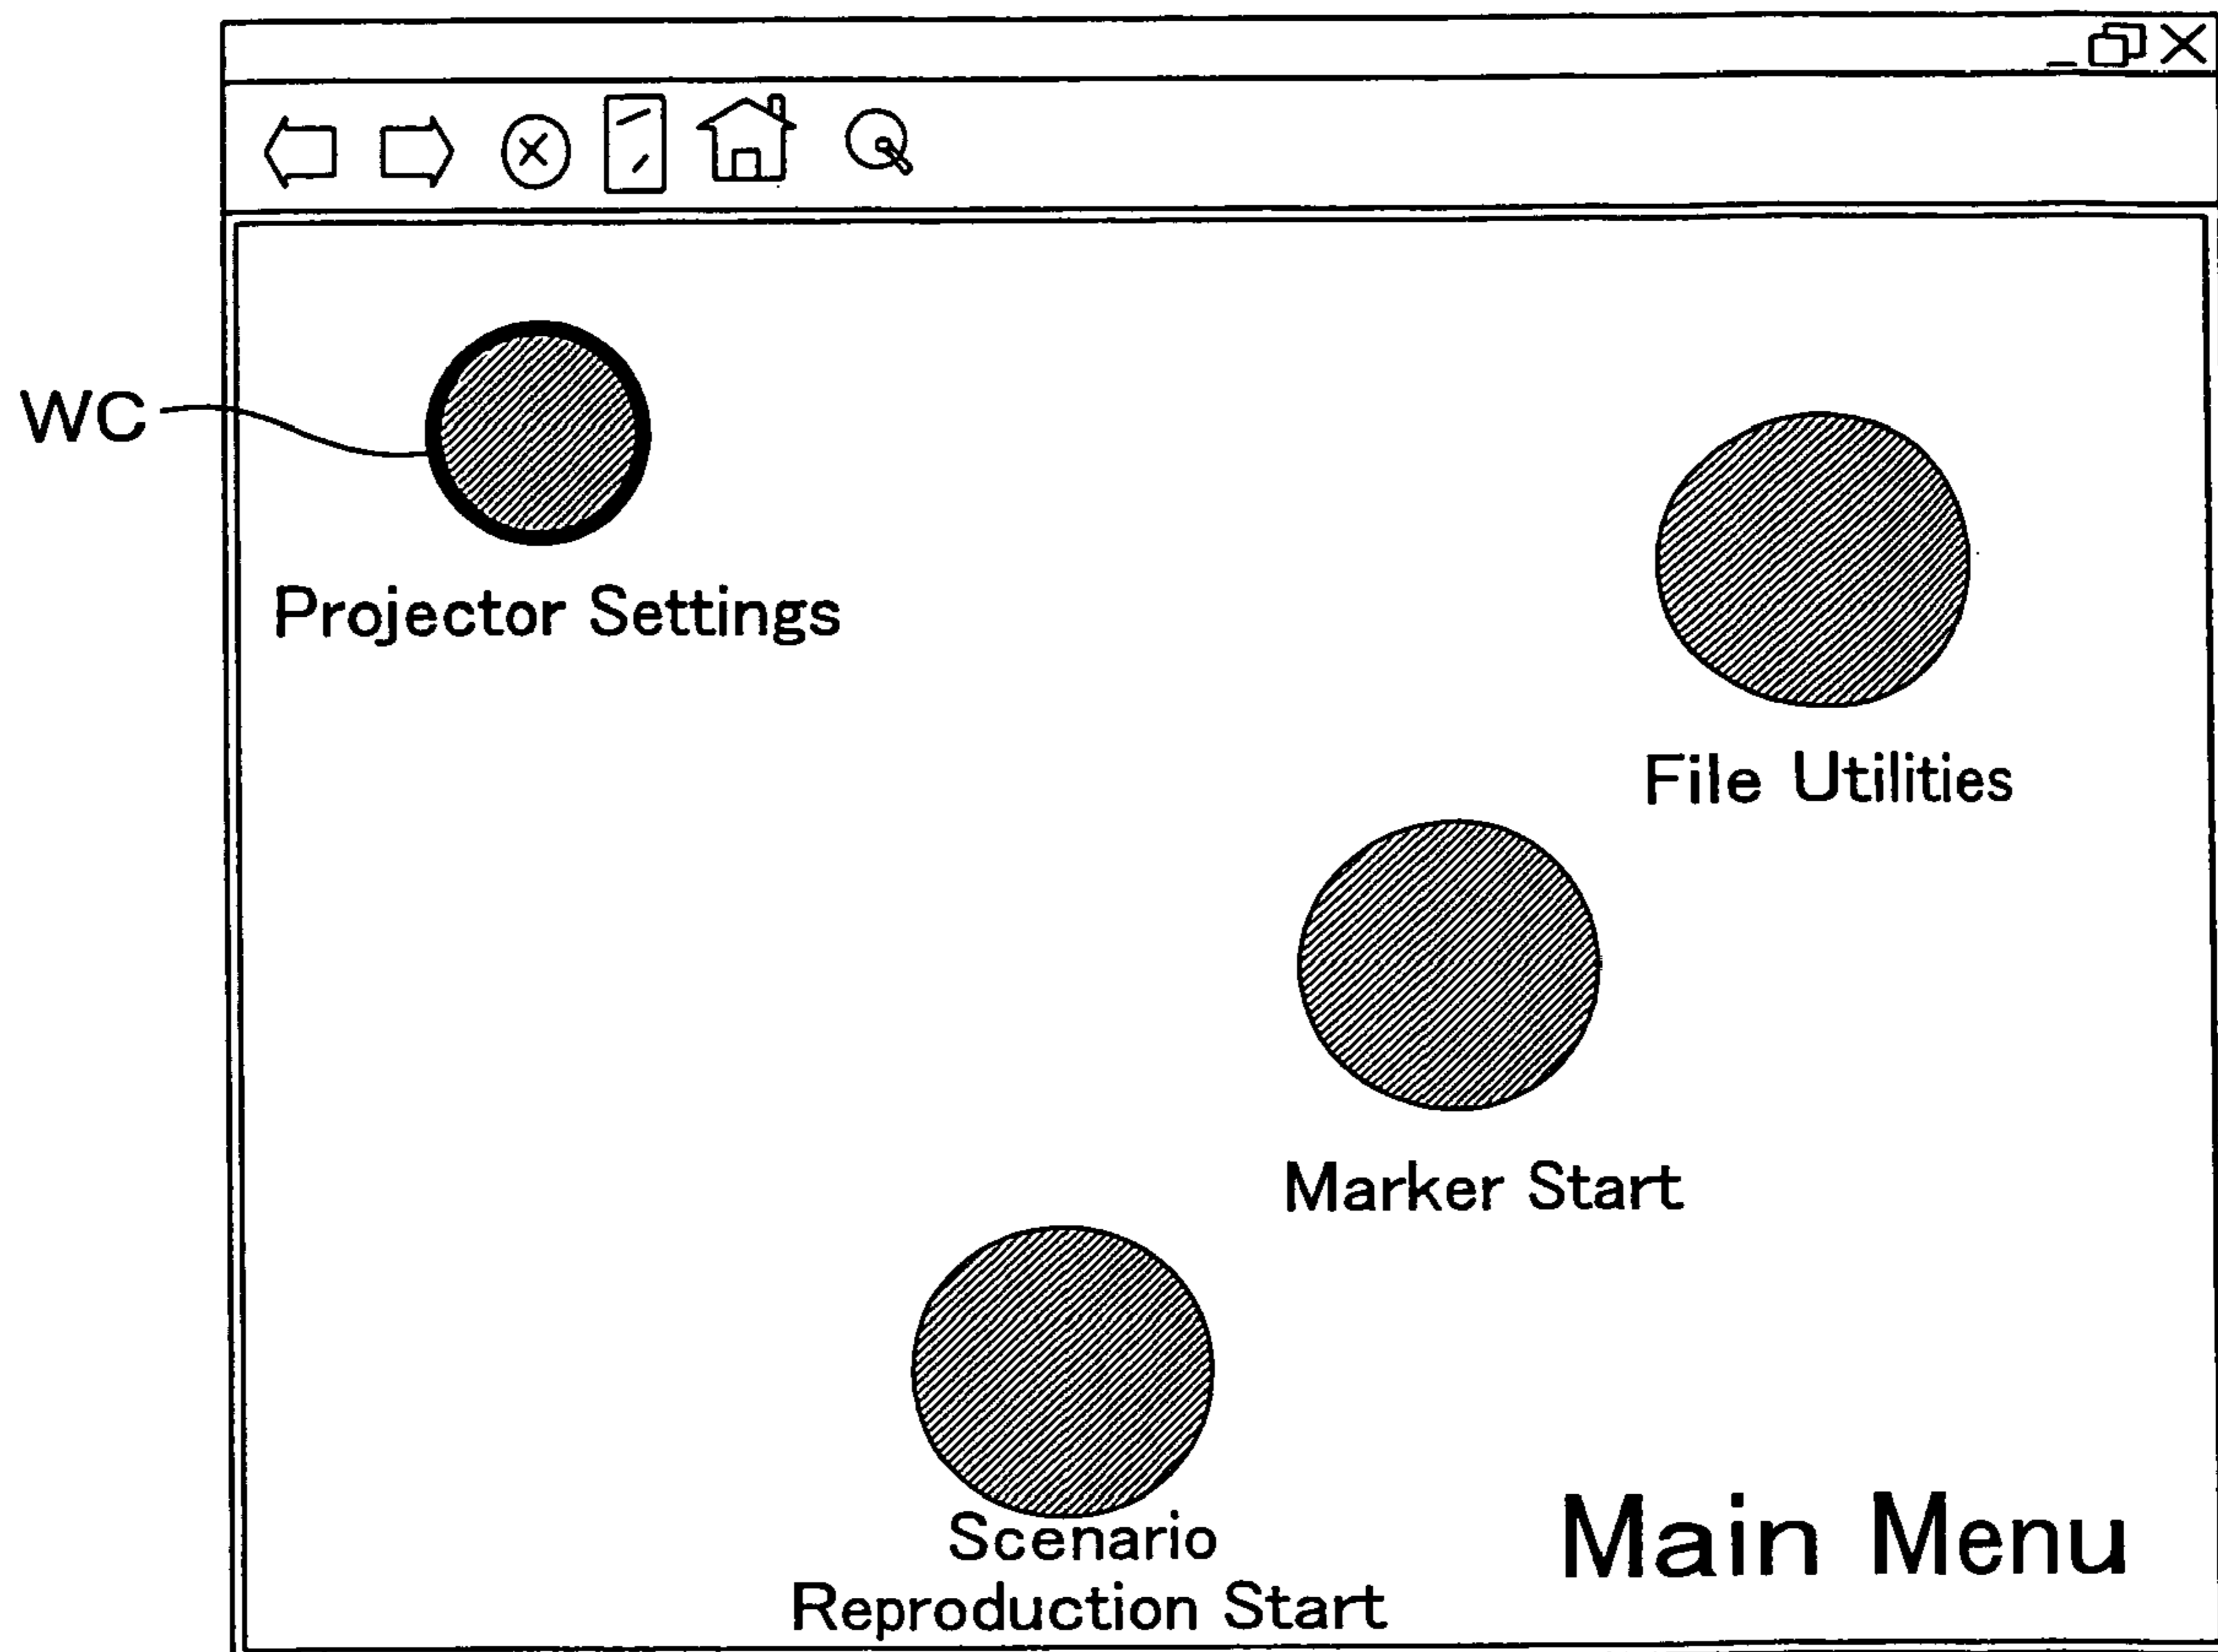 WC
Projector Settings
File Utilities
Marker Start
Scenario
Reproduction Start
Main Menu